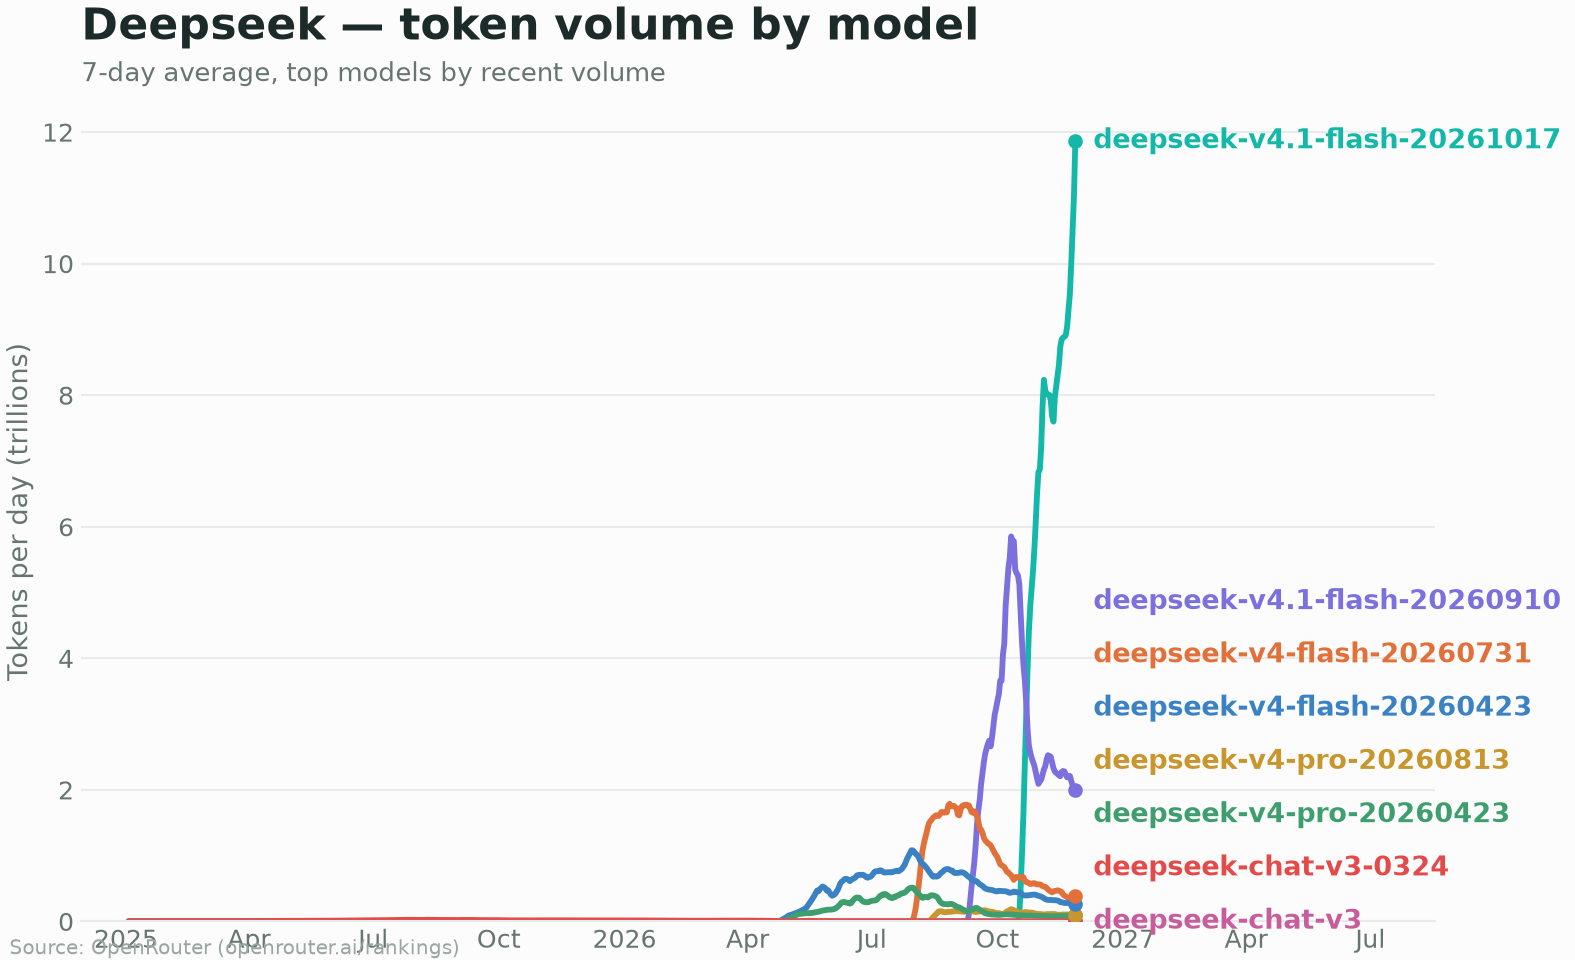 Deepseek — token volume by model
7-day average, top models by recent volume
Tokens per day (trillions)
12
10
8
6
4
2
0
deepseek-v4.1-flash-20261017
deepseek-v4.1-flash-20260910
deepseek-v4-flash-20260731
deepseek-v4-flash-20260423
deepseek-v4-pro-20260813
deepseek-v4-pro-20260423
deepseek-chat-v3-0324
deepseek-chat-v3
2025 Apr Jul Oct 2026 Apr Jul Oct 2027 Apr Jul
Source: OpenRouter (openrouter.ai/rankings)